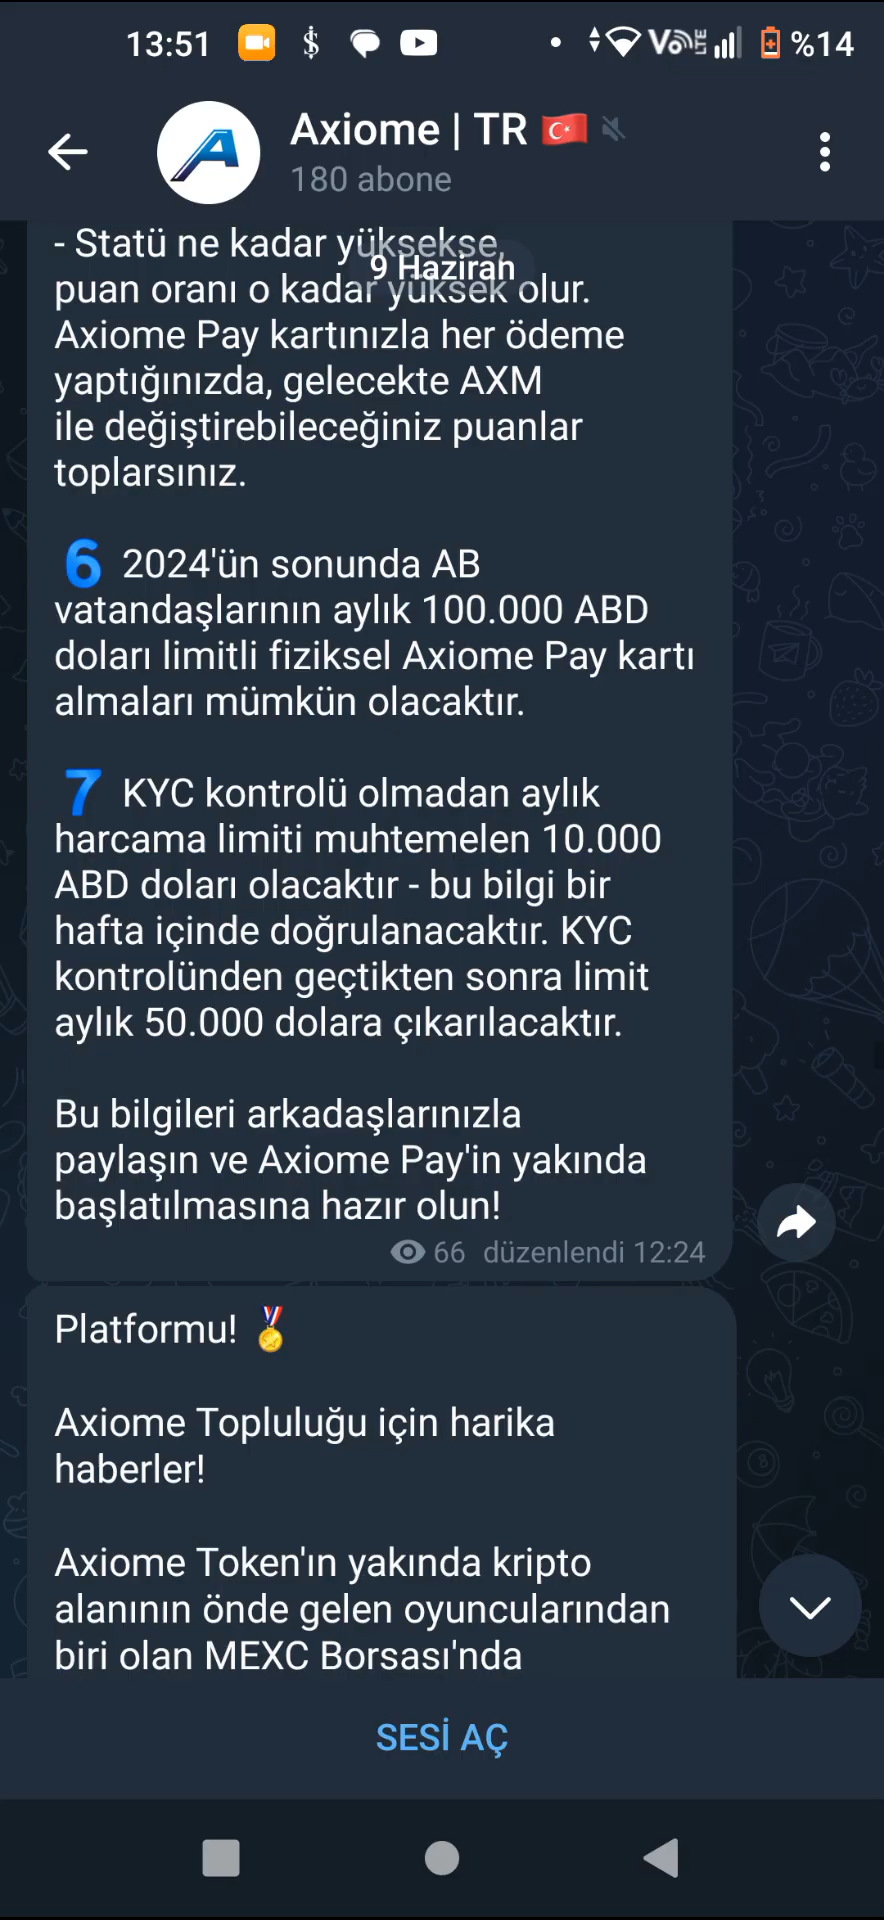 13:51
VoLTE
%14
Axiome | TR
180 abone
- Statü ne kadar yüksekse,
9 Haziran
puan oranı o kadar yüksek olur.
Axiome Pay kartınızla her ödeme
yaptığınızda, gelecekte AXM
ile değiştirebileceğiniz puanlar
toplarsınız.
6 2024'ün sonunda AB
vatandaşlarının aylık 100.000 ABD
doları limitli fiziksel Axiome Pay kartı
almaları mümkün olacaktır.
7 KYC kontrolü olmadan aylık
harcama limiti muhtemelen 10.000
ABD doları olacaktır - bu bilgi bir
hafta içinde doğrulanacaktır. KYC
kontrolünden geçtikten sonra limit
aylık 50.000 dolara çıkarılacaktır.
Bu bilgileri arkadaşlarınızla
paylaşın ve Axiome Pay'in yakında
başlatılmasına hazır olun!
66 düzenlendi 12:24
Platformu!
Axiome Topluluğu için harika
haberler!
Axiome Token'ın yakında kripto
alanının önde gelen oyuncularından
biri olan MEXC Borsası'nda
SESİ AÇ